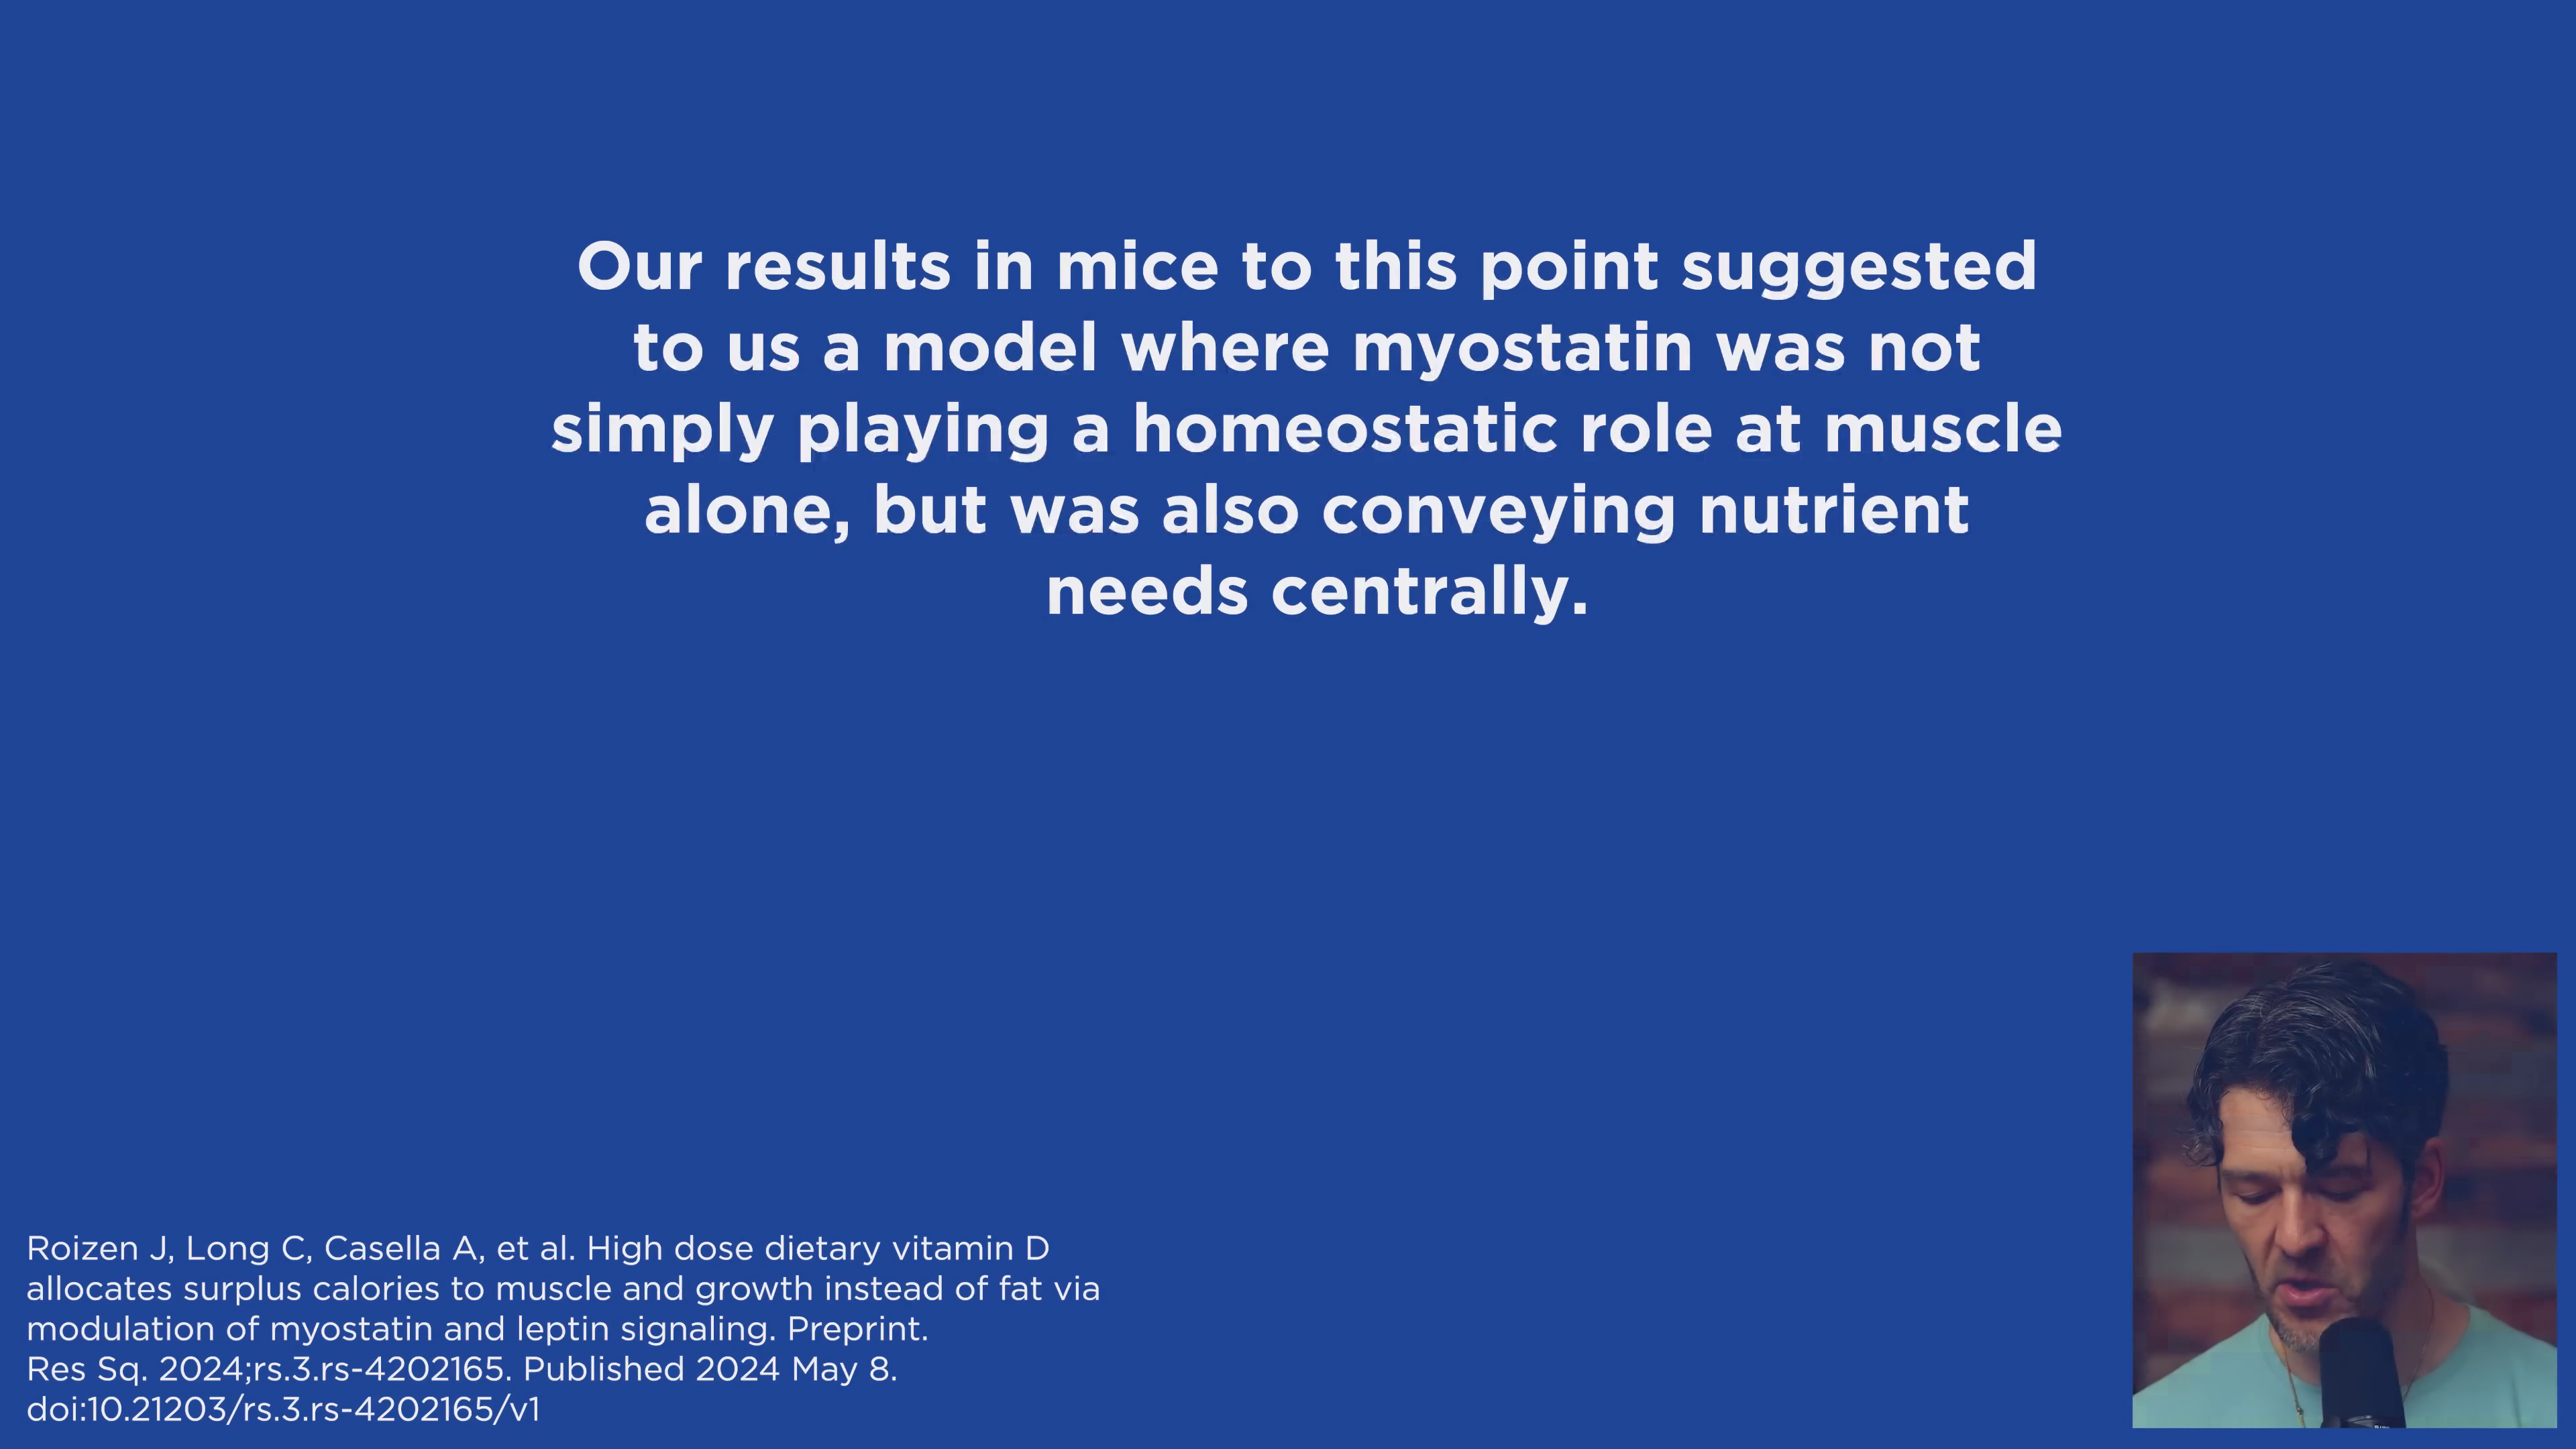 Our results in mice to this point suggested
to us a model where myostatin was not
simply playing a homeostatic role at muscle
alone, but was also conveying nutrient
needs centrally.
Roizen J, Long C, Casella A, et al. High dose dietary vitamin D
allocates surplus calories to muscle and growth instead of fat via
modulation of myostatin and leptin signaling. Preprint.
Res Sq. 2024;rs.3.rs-4202165. Published 2024 May 8.
doi:10.21203/rs.3.rs-4202165/v1